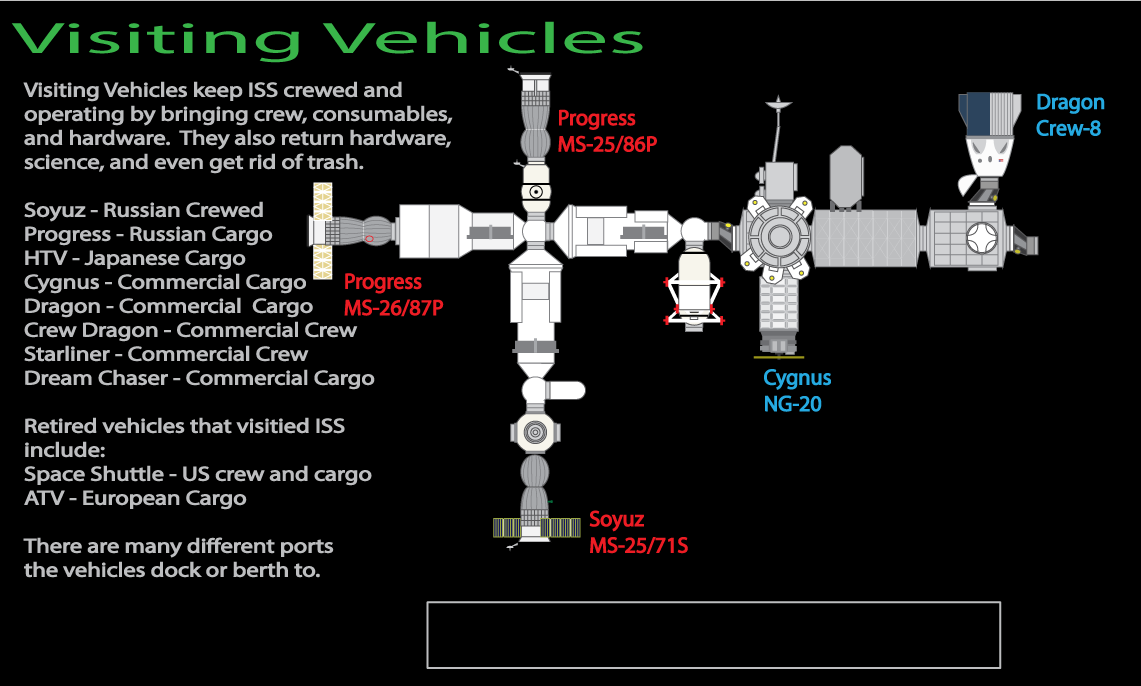 Visiting Vehicles
Visiting Vehicles keep ISS crewed and
operating by bringing crew, consumables,
and hardware.  They also return hardware,
science, and even get rid of trash.
Soyuz - Russian Crewed
Progress - Russian Cargo
HTV - Japanese Cargo
Cygnus - Commercial Cargo
Dragon - Commercial  Cargo
Crew Dragon - Commercial Crew
Starliner - Commercial Crew
Dream Chaser - Commercial Cargo
Retired vehicles that visitied ISS
include:
Space Shuttle - US crew and cargo
ATV - European Cargo
There are many different ports
the vehicles dock or berth to.
Progress
MS-25/86P
Dragon
Crew-8
Progress
MS-26/87P
Cygnus
NG-20
Soyuz
MS-25/71S